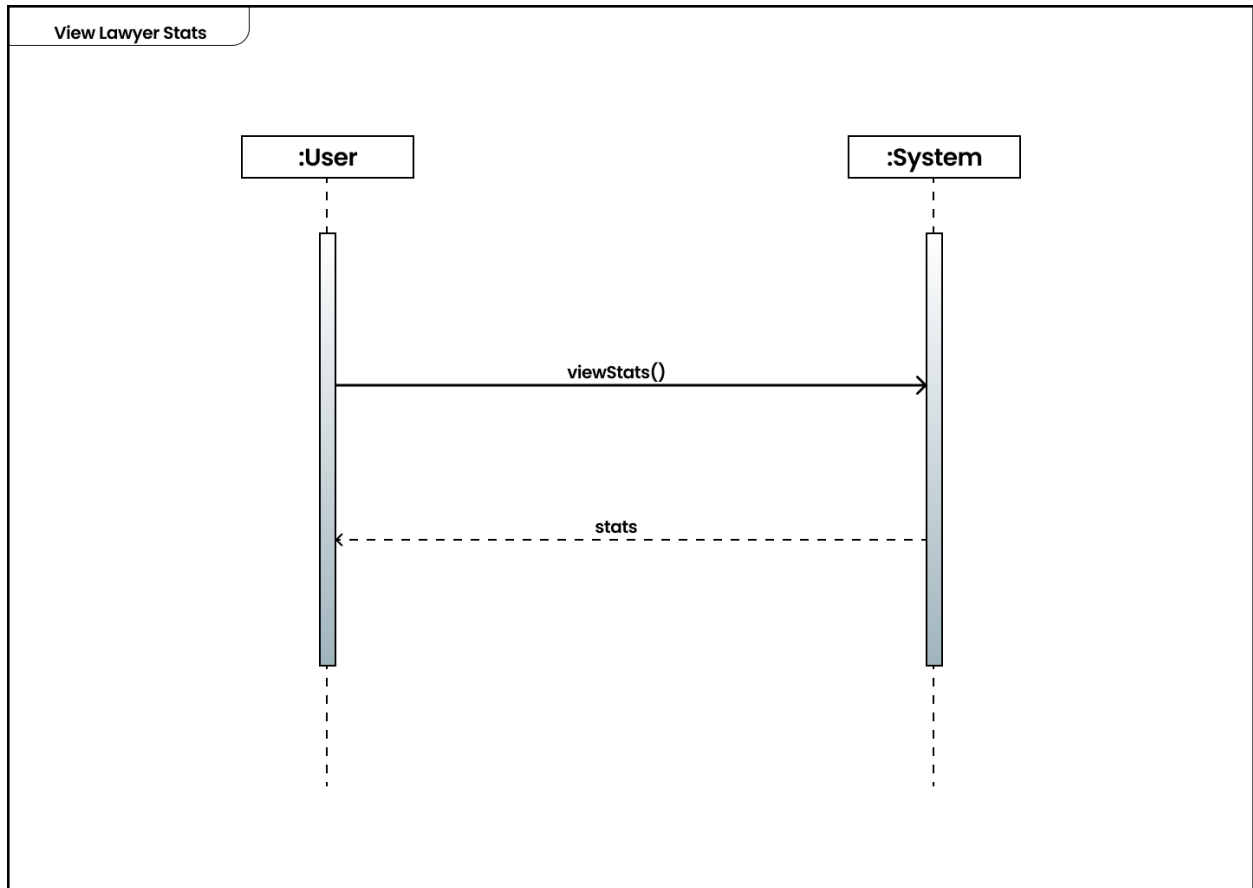 View Lawyer Stats
:User
:System
viewStats()
stats